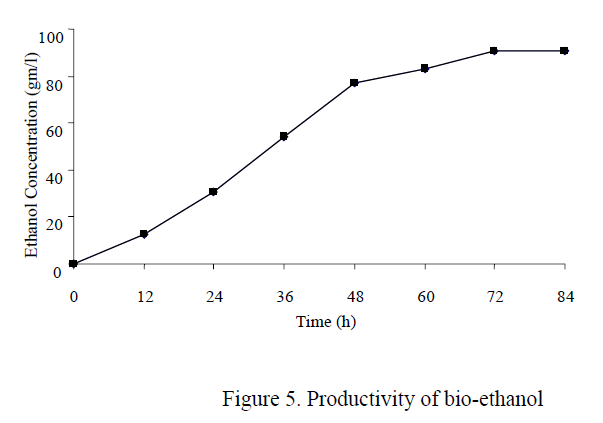 Ethanol Concentration (gm/l)
100
80
60
40
20
0
0 12 24 36 48 60 72 84
Time (h)
Figure 5. Productivity of bio-ethanol